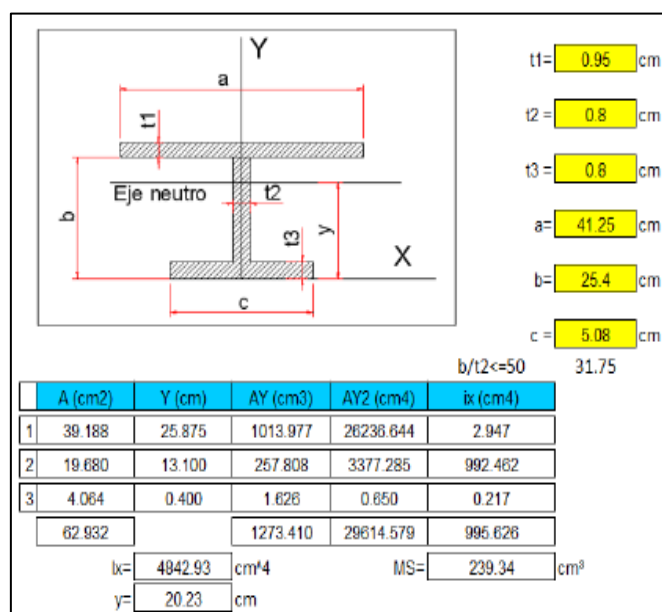 Y
a
t1
t1= 0.95 cm
t2 = 0.8 cm
t3 = 0.8 cm
a= 41.25 cm
b= 25.4 cm
c = 5.08 cm
Eje neutro
t2
b
y
t3
X
c
b/t2<=50 31.75
A (cm2) Y (cm) AY (cm3) AY2 (cm4) ix (cm4)
1 39.188 25.875 1013.977 26236.644 2.947
2 19.680 13.100 257.808 3377.285 992.462
3 4.064 0.400 1.626 0.650 0.217
62.932 1273.410 29614.579 995.626
Ix= 4842.93 cm^4 MS= 239.34 cm³
y= 20.23 cm